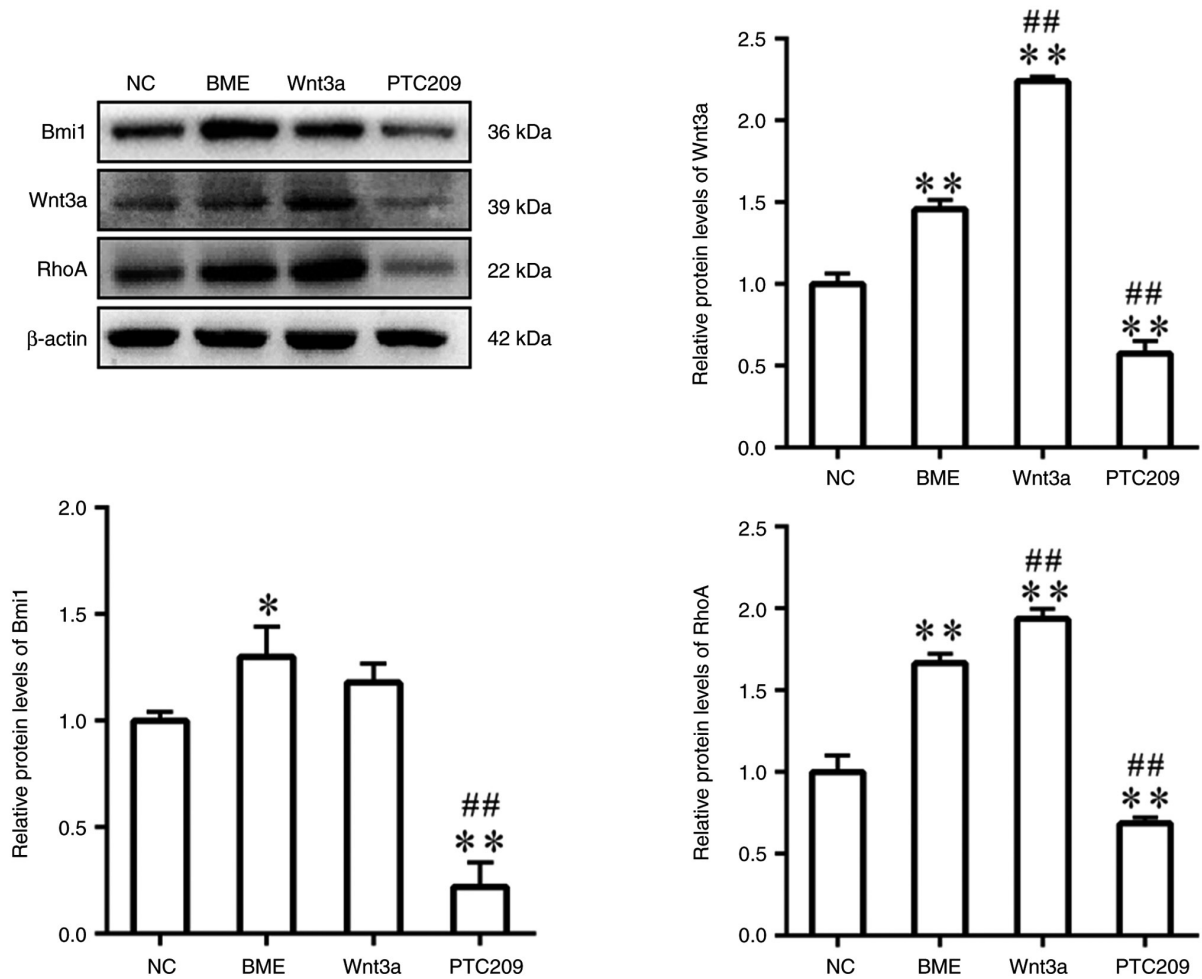 NC BME Wnt3a PTC209
Bmi1 36 kDa
Wnt3a 39 kDa
RhoA 22 kDa
β-actin 42 kDa
Relative protein levels of Wnt3a
2.5
2.0
1.5
1.0
0.5
0.0
**
##
**
##
**
NC BME Wnt3a PTC209
Relative protein levels of Bmi1
2.0
1.5
1.0
0.5
0.0
*
##
**
NC BME Wnt3a PTC209
Relative protein levels of RhoA
2.5
2.0
1.5
1.0
0.5
0.0
**
##
**
##
**
NC BME Wnt3a PTC209